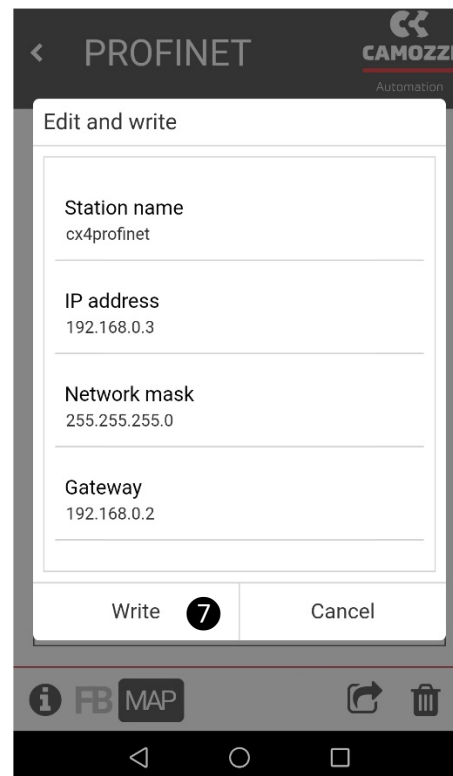 PROFINET
CAMOZZI
Automation
Edit and write
Station name
cx4profinet
IP address
192.168.0.3
Network mask
255.255.255.0
Gateway
192.168.0.2
Write 7 Cancel
i FB MAP